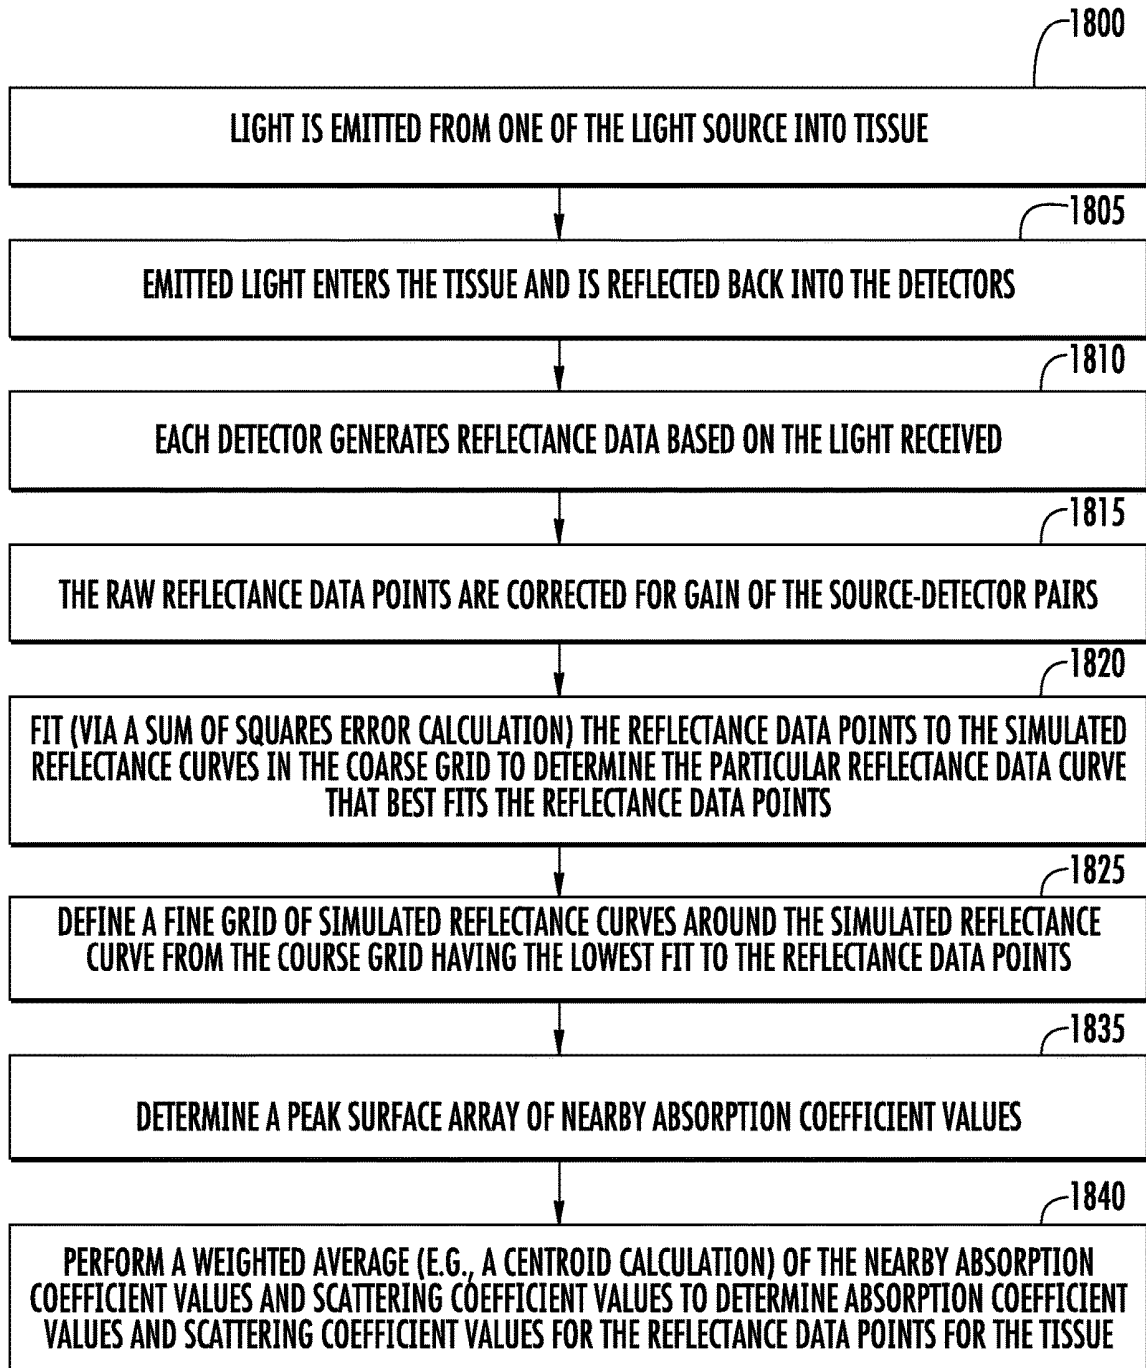 1800
LIGHT IS EMITTED FROM ONE OF THE LIGHT SOURCE INTO TISSUE
1805
EMITTED LIGHT ENTERS THE TISSUE AND IS REFLECTED BACK INTO THE DETECTORS
1810
EACH DETECTOR GENERATES REFLECTANCE DATA BASED ON THE LIGHT RECEIVED
1815
THE RAW REFLECTANCE DATA POINTS ARE CORRECTED FOR GAIN OF THE SOURCE-DETECTOR PAIRS
1820
FIT (VIA A SUM OF SQUARES ERROR CALCULATION) THE REFLECTANCE DATA POINTS TO THE SIMULATED
REFLECTANCE CURVES IN THE COARSE GRID TO DETERMINE THE PARTICULAR REFLECTANCE DATA CURVE
THAT BEST FITS THE REFLECTANCE DATA POINTS
1825
DEFINE A FINE GRID OF SIMULATED REFLECTANCE CURVES AROUND THE SIMULATED REFLECTANCE
CURVE FROM THE COURSE GRID HAVING THE LOWEST FIT TO THE REFLECTANCE DATA POINTS
1835
DETERMINE A PEAK SURFACE ARRAY OF NEARBY ABSORPTION COEFFICIENT VALUES
1840
PERFORM A WEIGHTED AVERAGE (E.G., A CENTROID CALCULATION) OF THE NEARBY ABSORPTION
COEFFICIENT VALUES AND SCATTERING COEFFICIENT VALUES TO DETERMINE ABSORPTION COEFFICIENT
VALUES AND SCATTERING COEFFICIENT VALUES FOR THE REFLECTANCE DATA POINTS FOR THE TISSUE